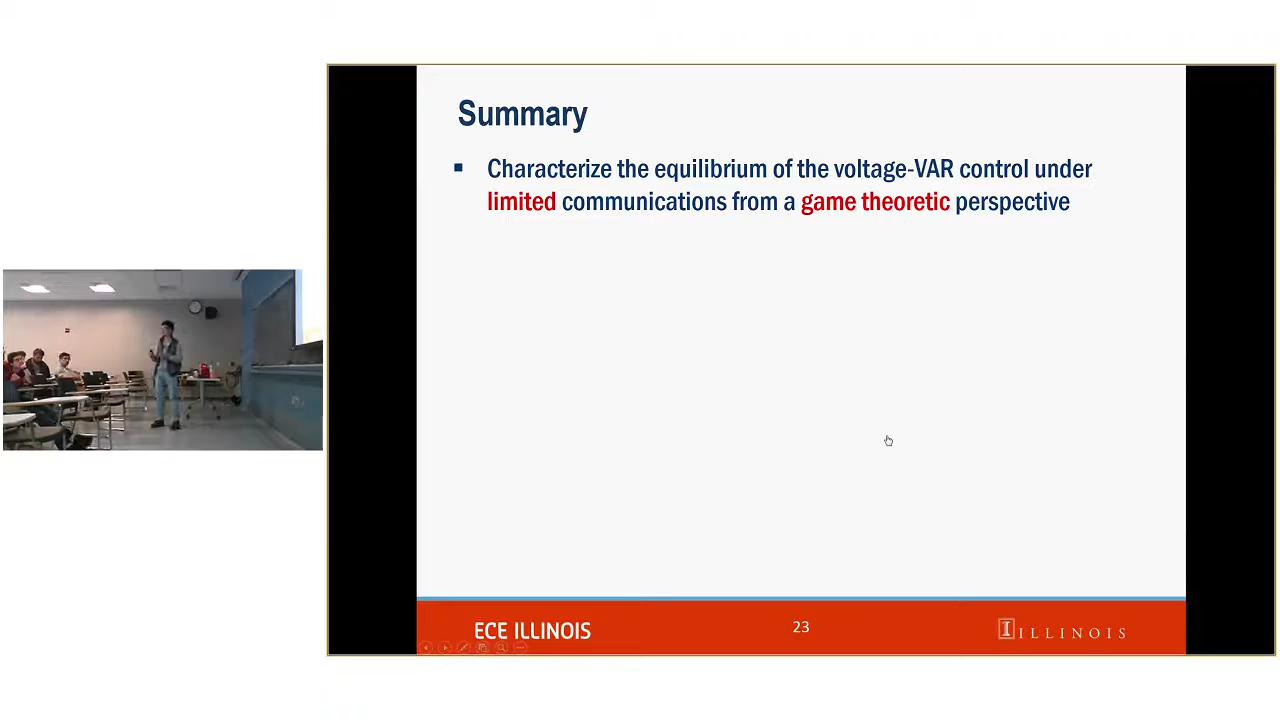 Summary
▪ Characterize the equilibrium of the voltage-VAR control under
limited communications from a game theoretic perspective
ECE ILLINOIS
23
I ILLINOIS